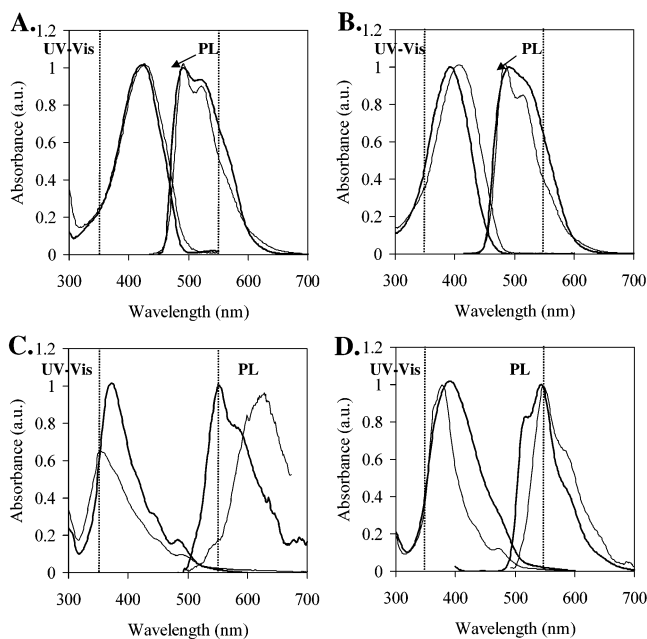 A.
UV-Vis
PL
Absorbance (a.u.)
1.2
1
0.8
0.6
0.4
0.2
0
300 400 500 600 700
Wavelength (nm)
B.
UV-Vis
PL
Absorbance (a.u.)
1.2
1
0.8
0.6
0.4
0.2
0
300 400 500 600 700
Wavelength (nm)
C.
UV-Vis
PL
Absorbance (a.u.)
1.2
1
0.8
0.6
0.4
0.2
0
300 400 500 600 700
Wavelength (nm)
D.
UV-Vis
PL
Absorbance (a.u.)
1.2
1
0.8
0.6
0.4
0.2
0
300 400 500 600 700
Wavelength (nm)